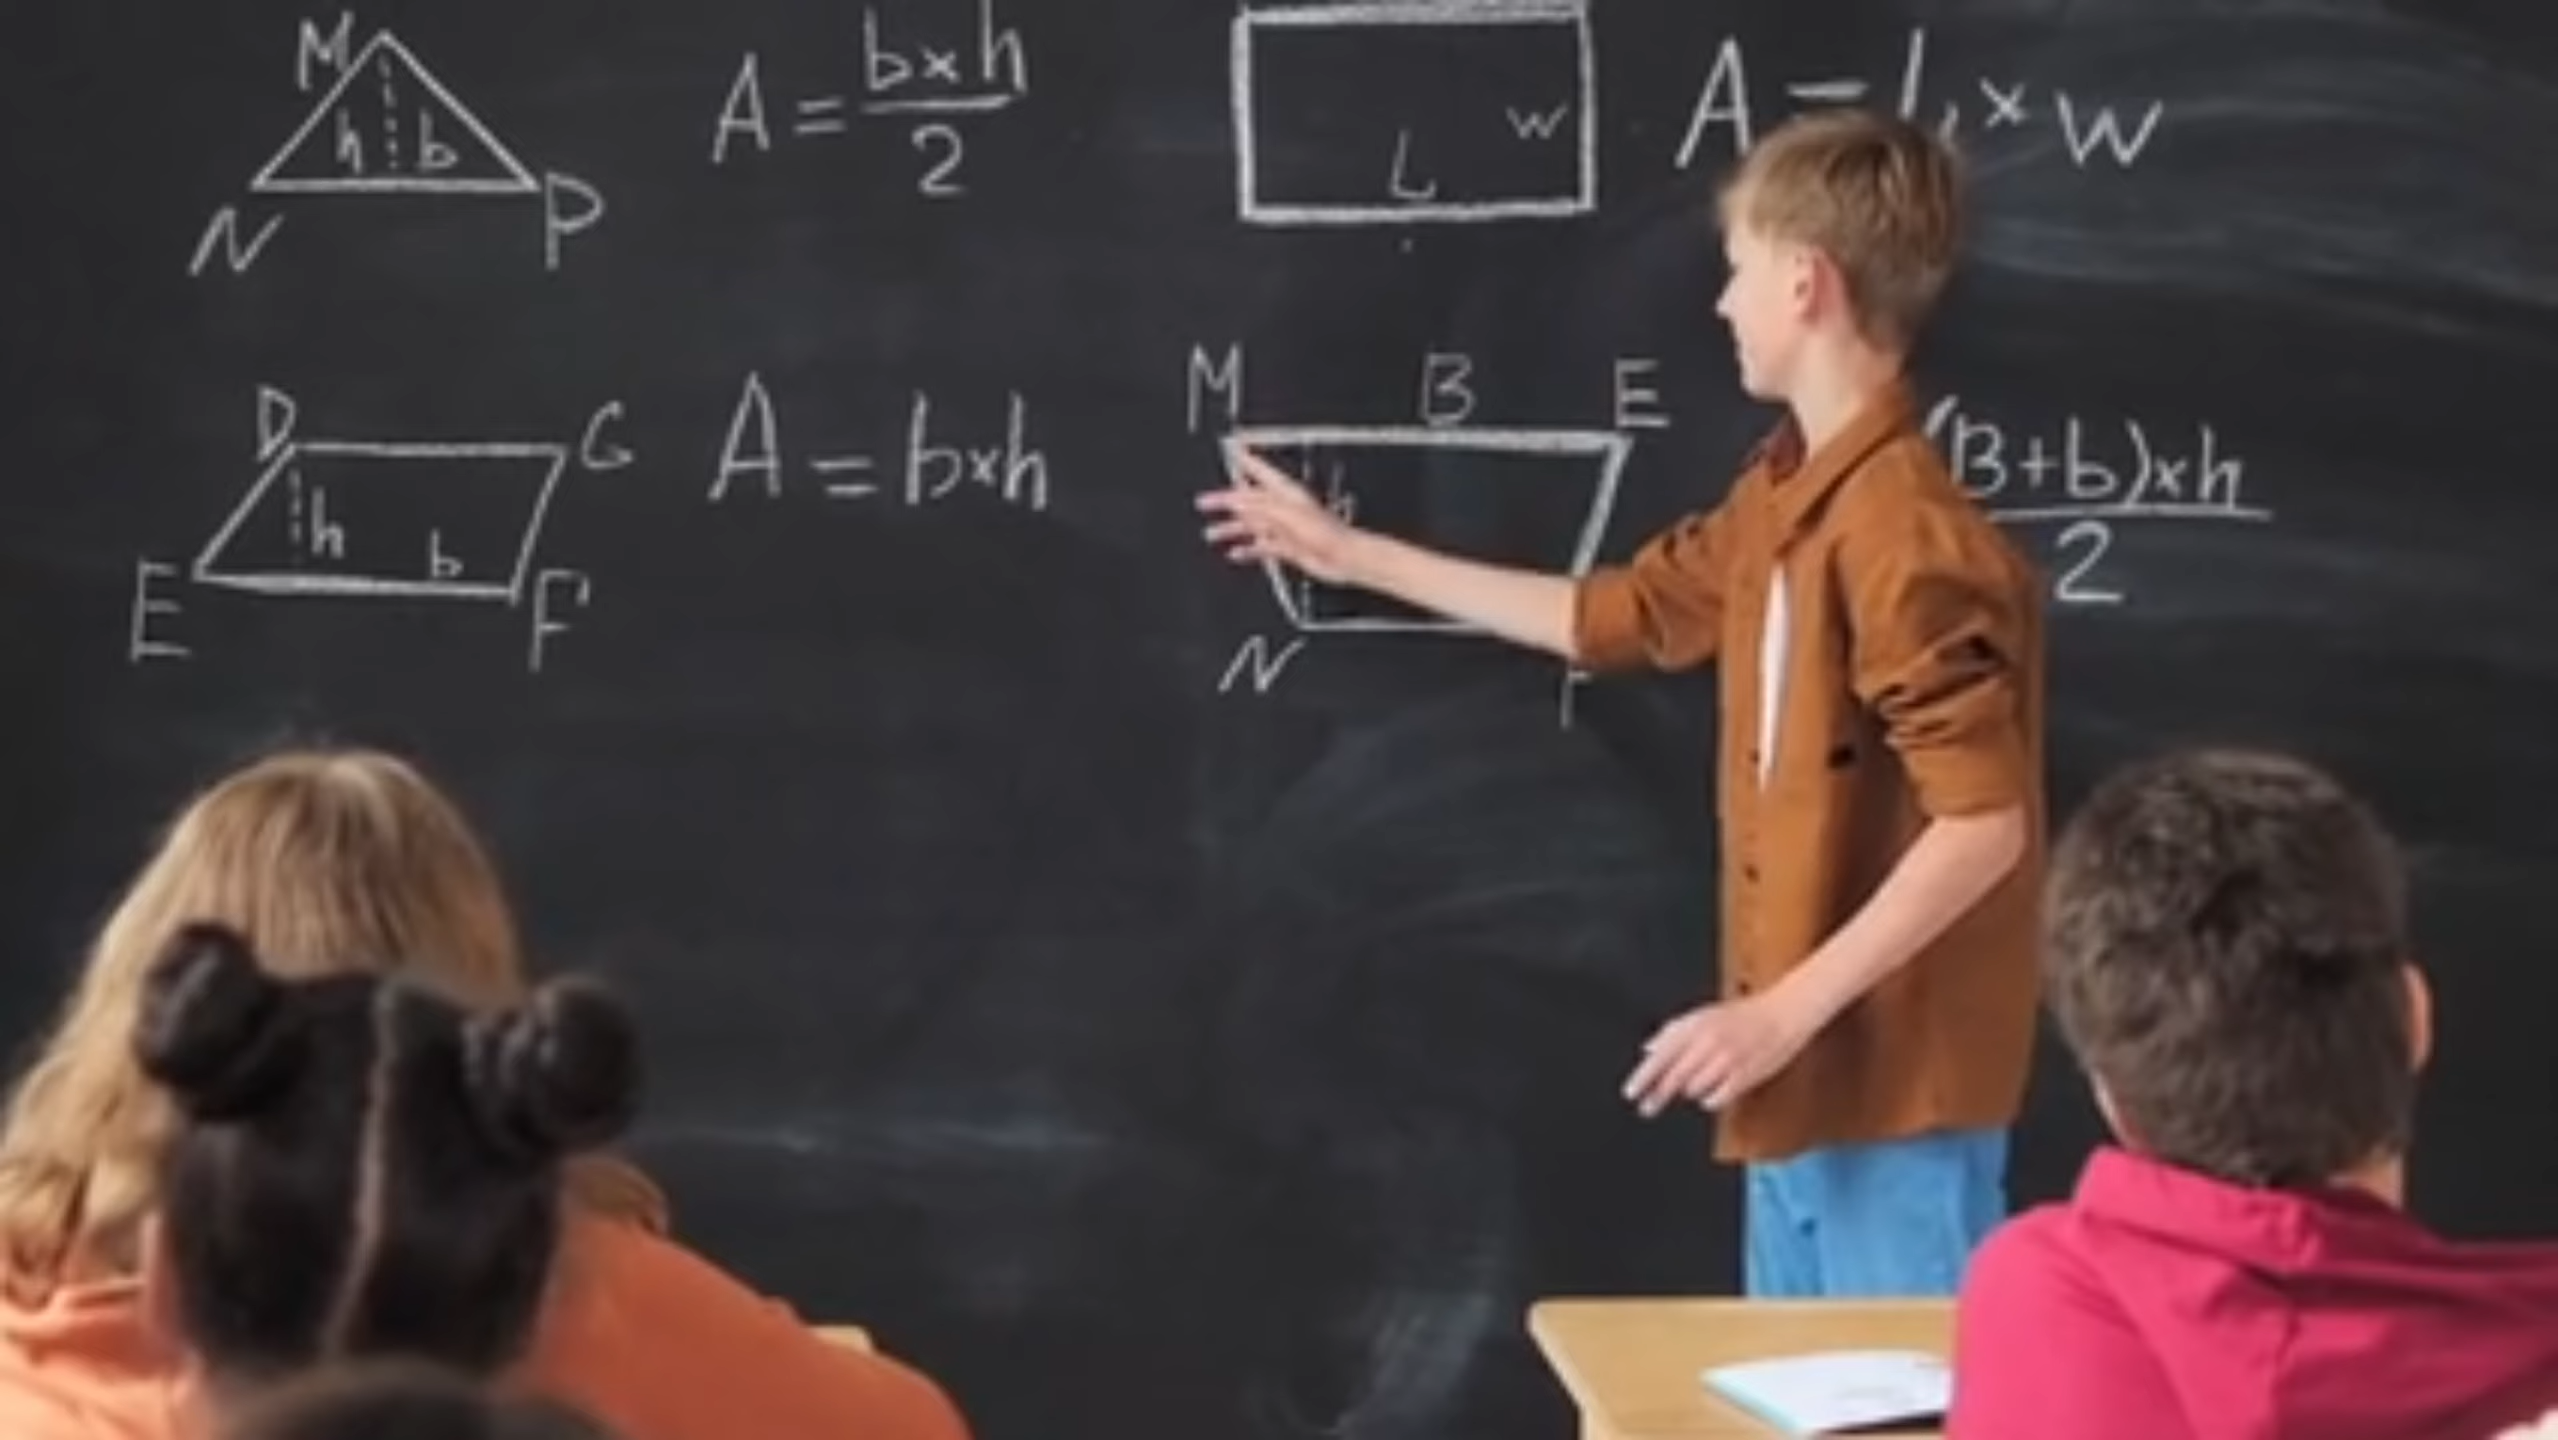 M
h b
N P
A = b×h
2
L w
A = L × w
D G
h b
E F
A = b×h
M B E
h
N
(B+b)×h
2